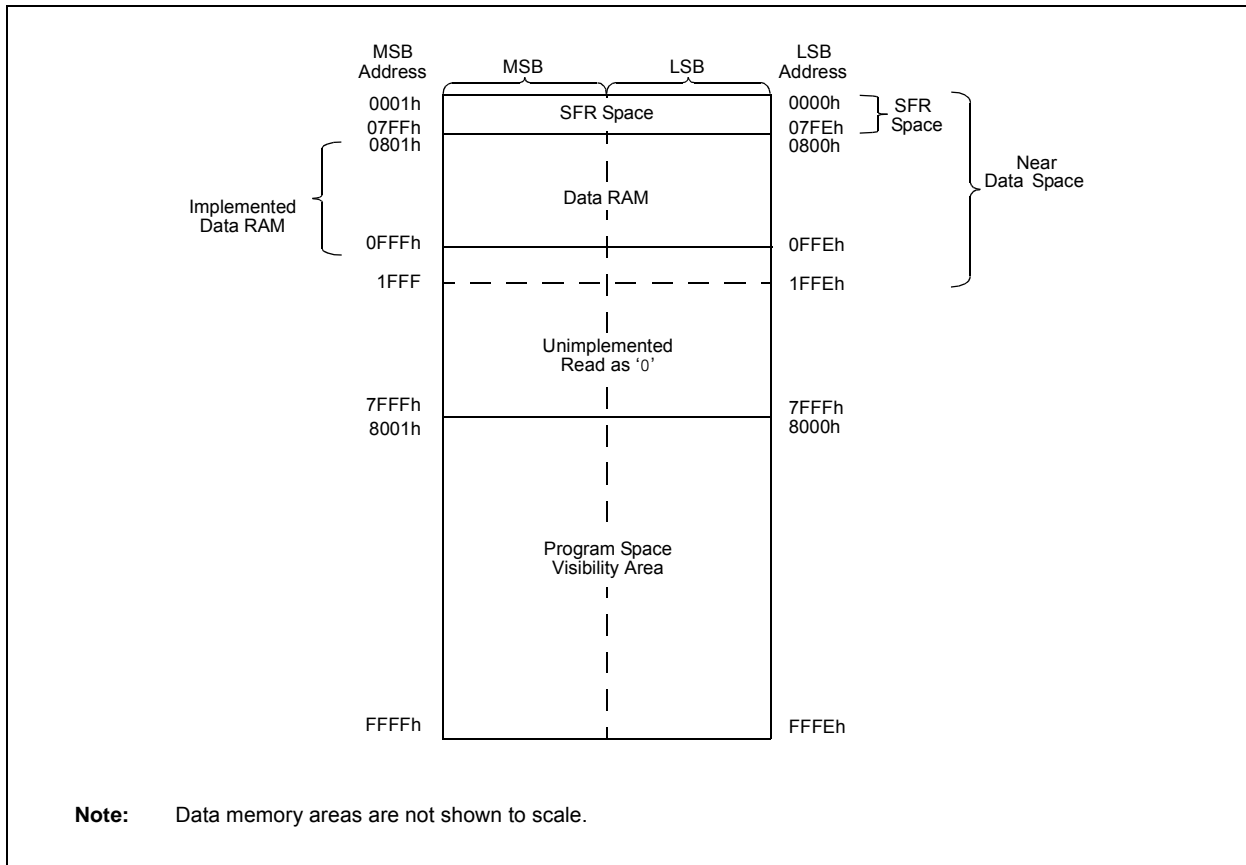 MSB
Address
MSB
LSB
LSB
Address
0001h
SFR Space
0000h
SFR
Space
07FFh
07FEh
0801h
0800h
Near
Data Space
Implemented
Data RAM
Data RAM
0FFFh
0FFEh
1FFF
1FFEh
Unimplemented
Read as ‘0’
7FFFh
7FFFh
8001h
8000h
Program Space
Visibility Area
FFFFh
FFFEh
Note: Data memory areas are not shown to scale.